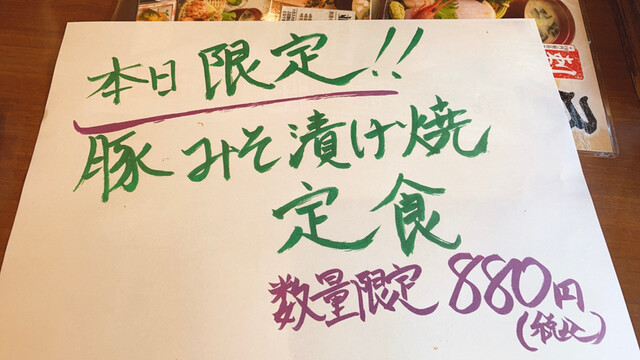 本日限定!!
豚みそ漬け焼
定食
数量限定 880円
(税込)